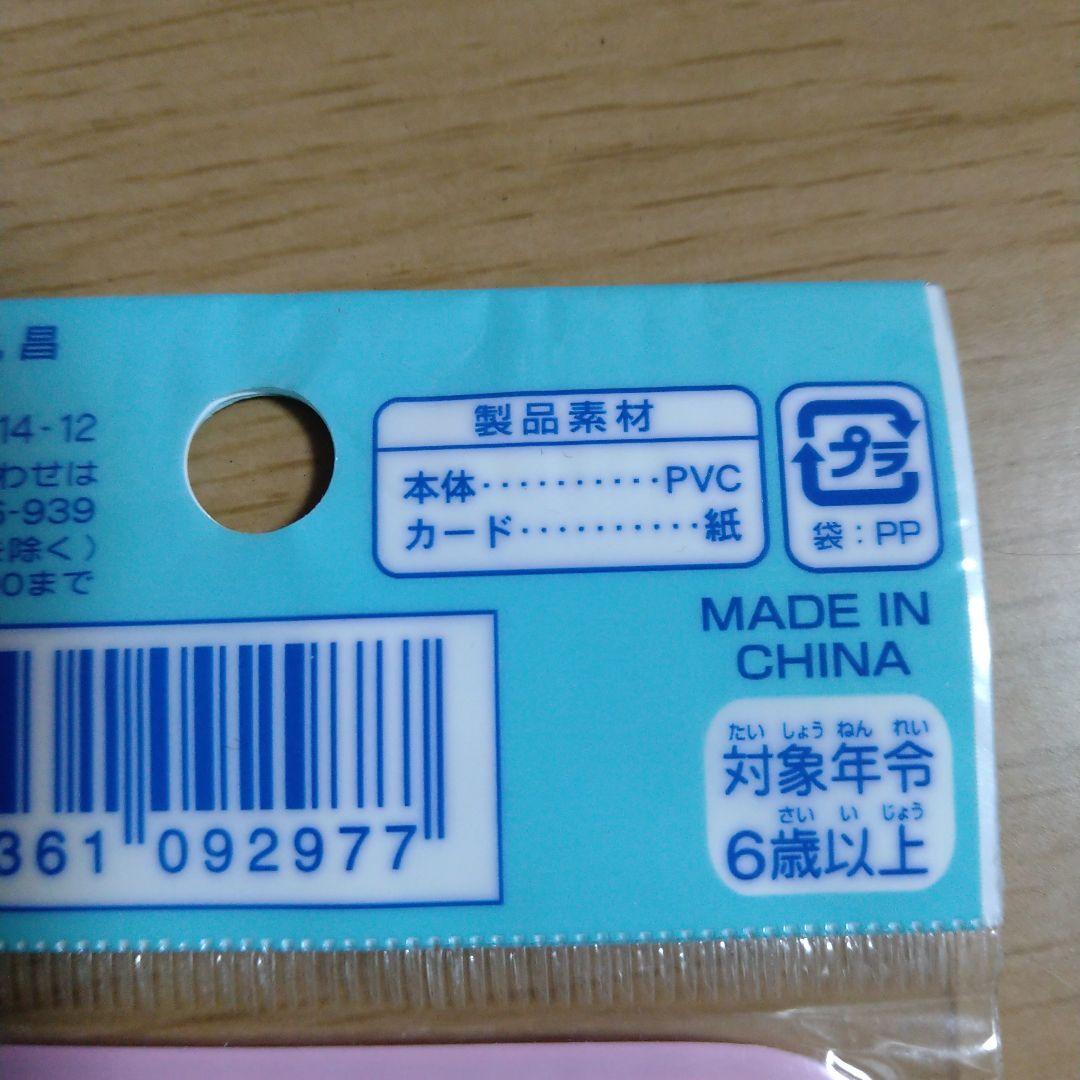 昌
14-12
わせは
-939
除く)
0まで
製品素材
本体・・・・・・・・・・PVC
カード・・・・・・・・・・紙
プラ
袋:PP
MADE IN
CHINA
361 092977
たいしょうねんれい
対象年令
さいいじょう
6歳以上